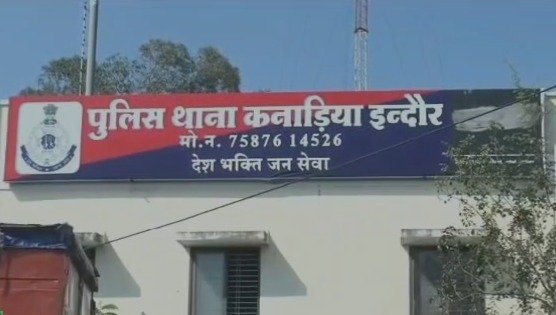 पुलिस थाना कनाड़िया इन्दौर
मो.न. 75876 14526
देश भक्ति जन सेवा